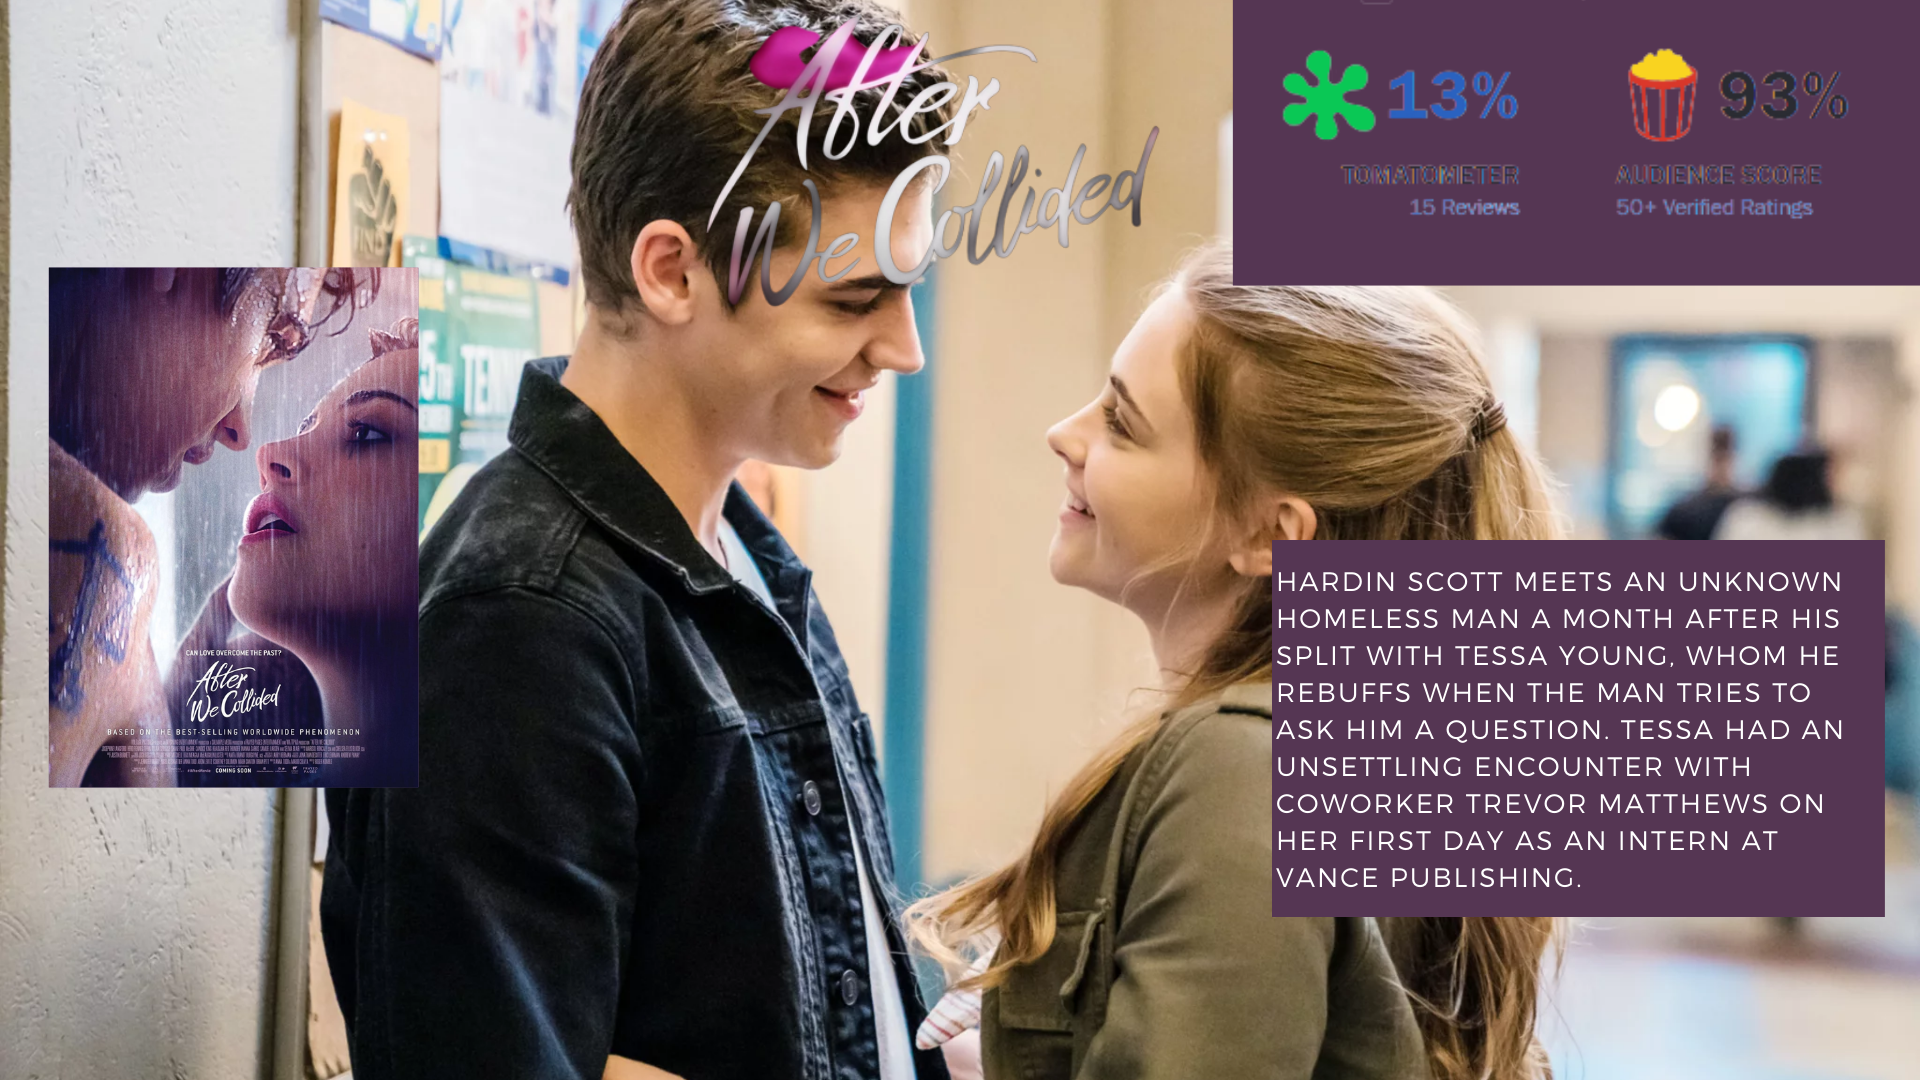 After
We Collided
13%
93%
TOMATOMETER
AUDIENCE SCORE
15 Reviews
50+ Verified Ratings
5TH
TENN
CAN LOVE OVERCOME THE PAST?
After
We Collided
BASED ON THE BEST-SELLING WORLDWIDE PHENOMENON
COMING SOON
HARDIN SCOTT MEETS AN UNKNOWN
HOMELESS MAN A MONTH AFTER HIS
SPLIT WITH TESSA YOUNG, WHOM HE
REBUFFS WHEN THE MAN TRIES TO
ASK HIM A QUESTION. TESSA HAD AN
UNSETTLING ENCOUNTER WITH
COWORKER TREVOR MATTHEWS ON
HER FIRST DAY AS AN INTERN AT
VANCE PUBLISHING.